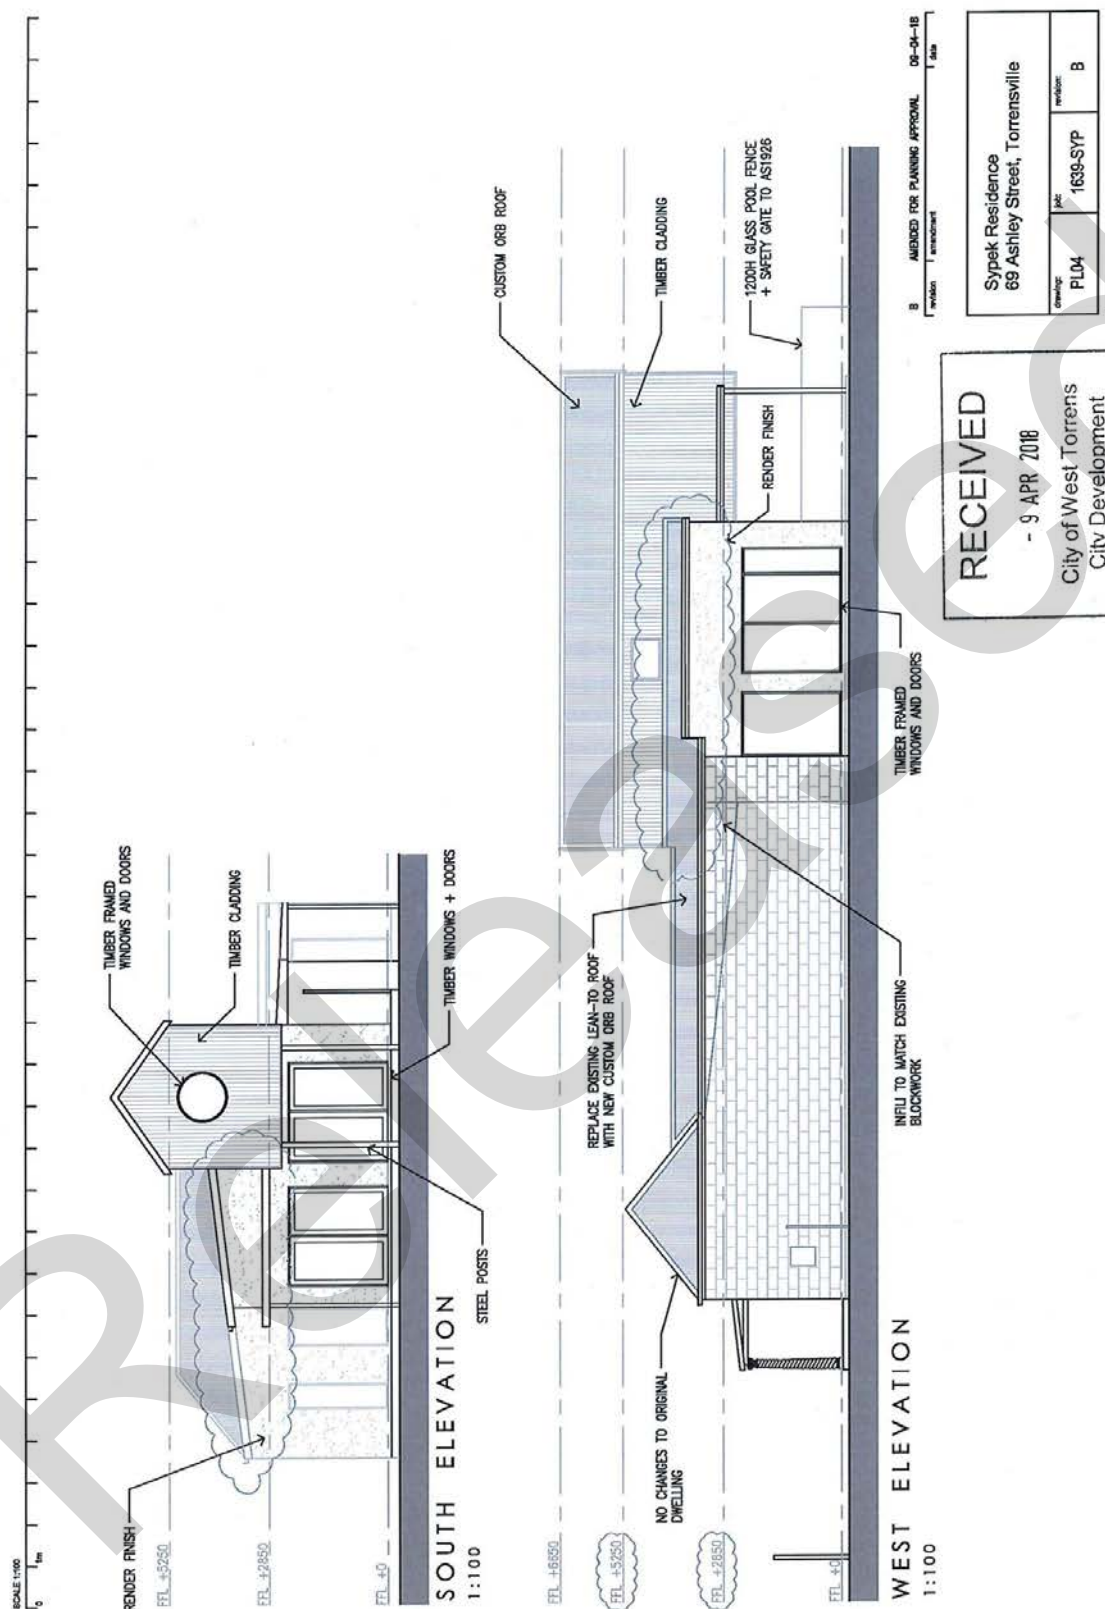 SCALE 1:100
0
1m
RENDER FINISH
TIMBER FRAMED
WINDOWS AND DOORS
TIMBER CLADDING
FFL +5250
FFL +2850
FFL +0
TIMBER WINDOWS + DOORS
STEEL POSTS
SOUTH ELEVATION
1:100
CUSTOM ORB ROOF
TIMBER CLADDING
1200H GLASS POOL FENCE
+ SAFETY GATE TO AS1926
REPLACE EXISTING LEAN-TO ROOF
WITH NEW CUSTOM ORB ROOF
RENDER FINISH
NO CHANGES TO ORIGINAL
DWELLING
FFL +6650
FFL +5250
FFL +2850
FFL +0
INFILL TO MATCH EXISTING
BLOCKWORK
TIMBER FRAMED
WINDOWS AND DOORS
WEST ELEVATION
1:100
B AMENDED FOR PLANNING APPROVAL 09-04-18
revision amendment date
Sypek Residence
69 Ashley Street, Torrensville
drawing: job: revision:
PL04 1639-SYP B
RECEIVED
- 9 APR 2018
City of West Torrens
City Development
Released